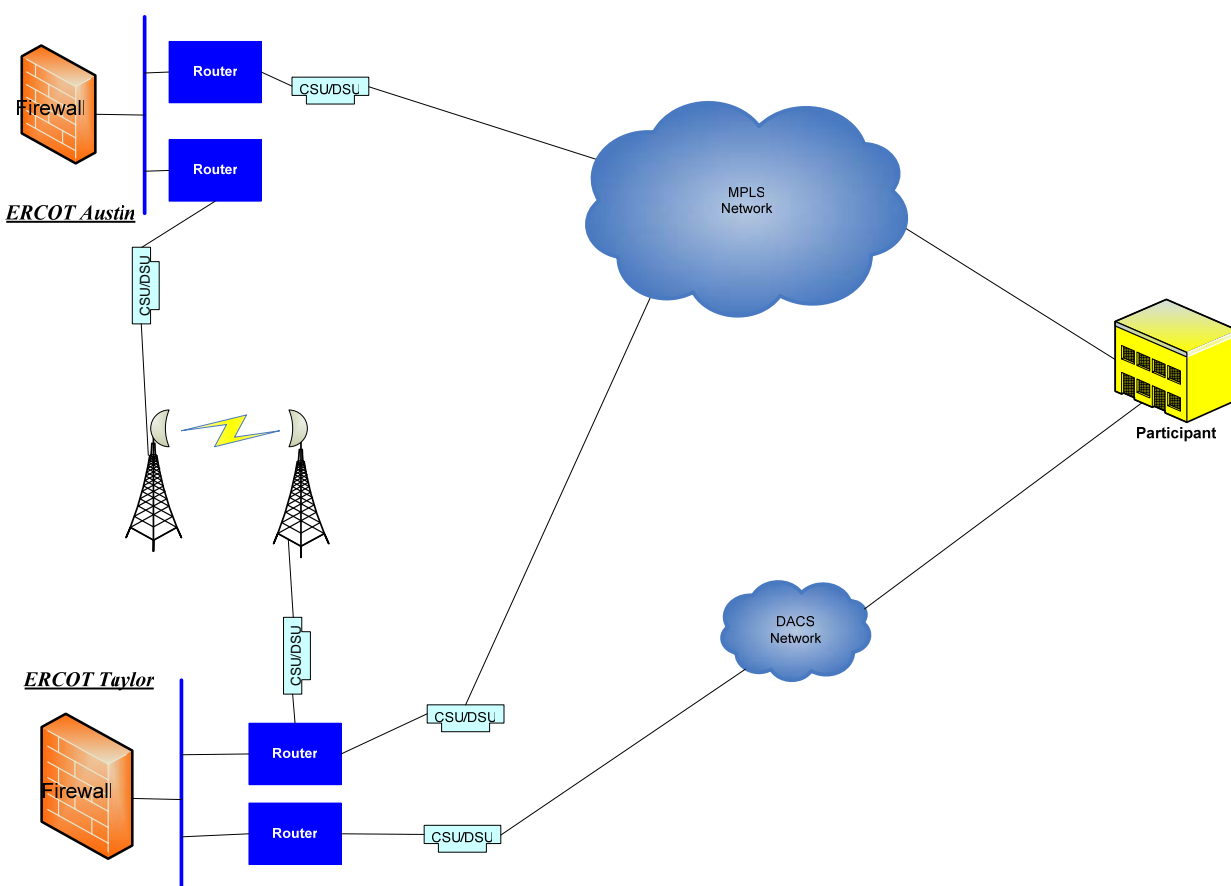 Router
CSU/DSU
Firewall
Router
ERCOT Austin
MPLS
Network
CSU/DSU
Participant
DACS
Network
CSU/DSU
ERCOT Taylor
CSU/DSU
Router
Firewall
Router
CSU/DSU